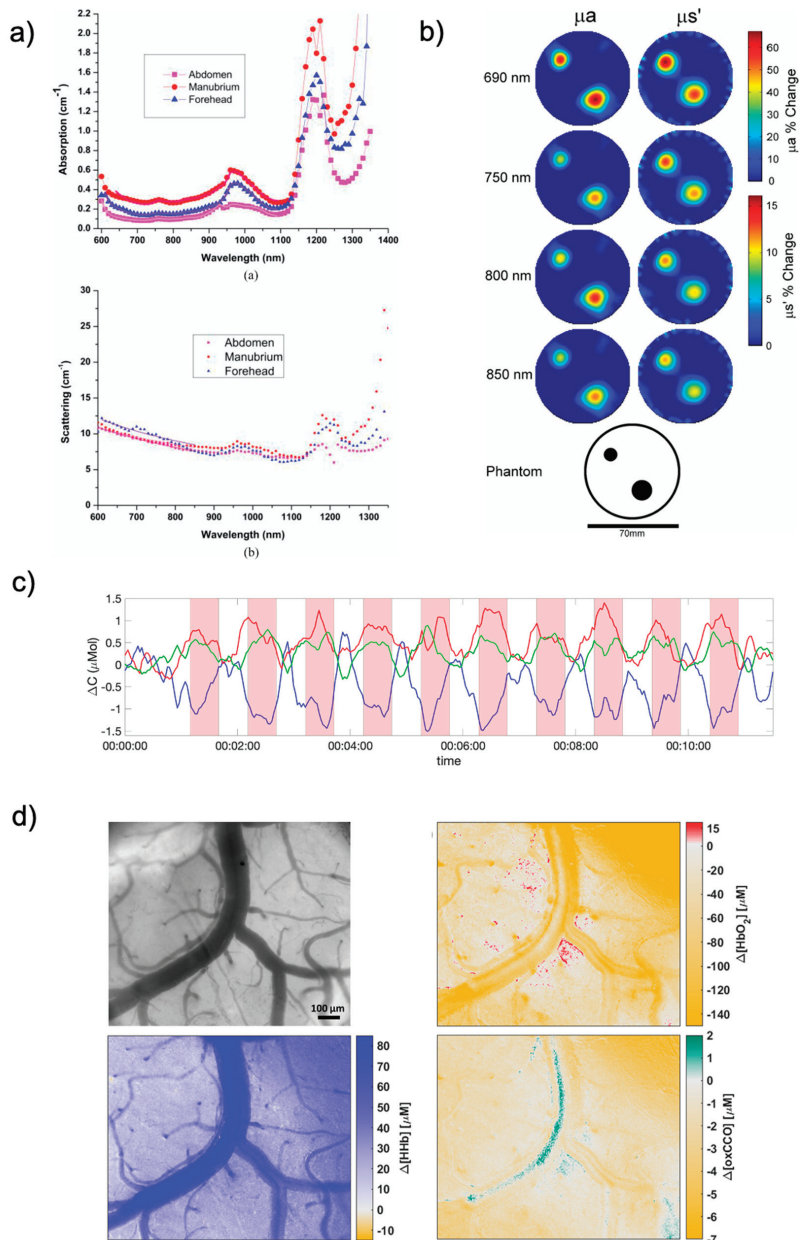 a)
Absorption (cm⁻¹)
2.2
2.0
1.8
1.6
1.4
1.2
1.0
0.8
0.6
0.4
0.2
0.0
Abdomen
Manubrium
Forehead
600 700 800 900 1000 1100 1200 1300 1400
Wavelength (nm)
(a)
Scattering (cm⁻¹)
30
25
20
15
10
5
0
Abdomen
Manubrium
Forehead
600 700 800 900 1000 1100 1200 1300
Wavelength (nm)
(b)
b)
μa μs'
690 nm
750 nm
800 nm
850 nm
Phantom
70mm
60
50
40
30
20
10
0
μa % Change
15
10
5
0
μs' % Change
c)
ΔC (μMol)
1.5
1
0.5
0
-0.5
-1
-1.5
00:00:00 00:02:00 00:04:00 00:06:00 00:08:00 00:10:00
time
d)
100 μm
20
0
-20
-40
-60
-80
-100
-120
-140
Δ[HbO₂] [μM]
80
70
60
50
40
30
20
10
0
-10
Δ[HHb] [μM]
2
1
0
-1
-2
-3
-4
-5
-6
-7
Δ[oxCCO] [μM]